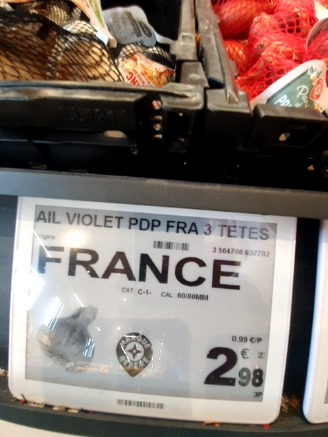 AIL VIOLET PDP FRA 3 TETES
Origine
3 564706 637702
FRANCE
CAT: C-1- CAL 60/80MM
0.99 €/P
2€98
3P